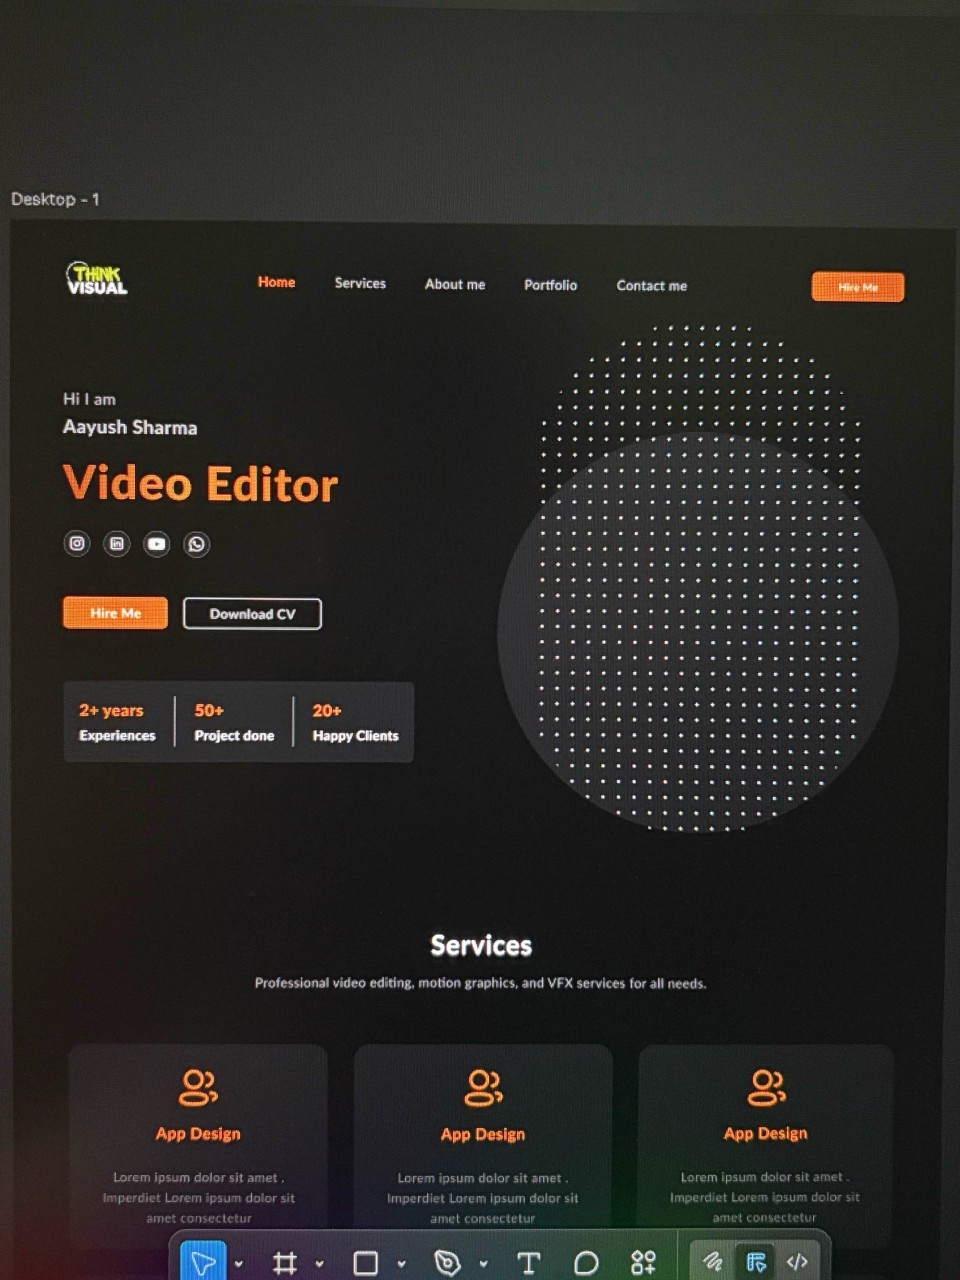 Desktop - 1
THINK
VISUAL
Home Services About me Portfolio Contact me Hire Me
Hi I am
Aayush Sharma
Video Editor
Hire Me Download CV
2+ years 50+ 20+
Experiences Project done Happy Clients
Services
Professional video editing, motion graphics, and VFX services for all needs.
App Design App Design App Design
Lorem ipsum dolor sit amet . Lorem ipsum dolor sit amet . Lorem ipsum dolor sit amet .
Imperdiet Lorem ipsum dolor sit Imperdiet Lorem ipsum dolor sit Imperdiet Lorem ipsum dolor sit
amet consectetur amet consectetur amet consectetur